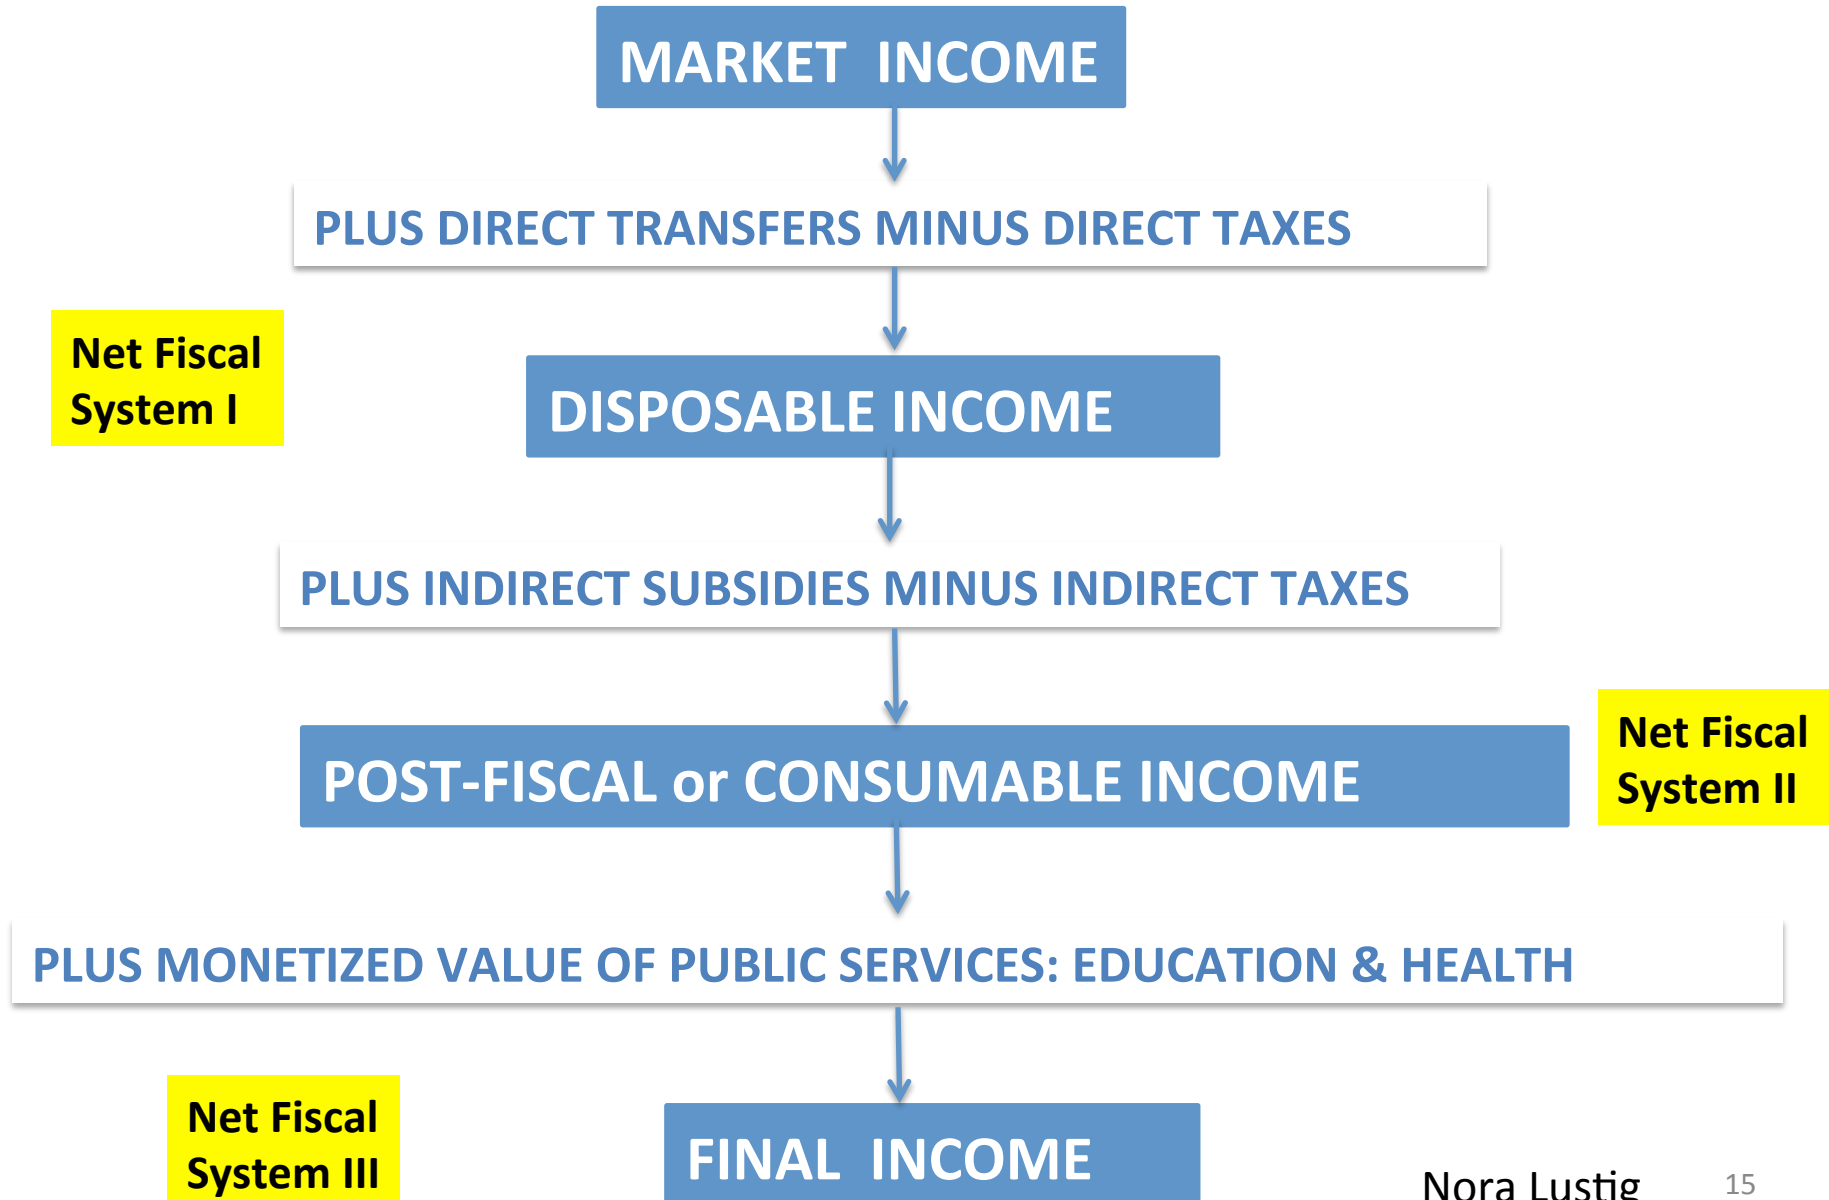 MARKET INCOME
PLUS DIRECT TRANSFERS MINUS DIRECT TAXES
Net Fiscal
System I
DISPOSABLE INCOME
PLUS INDIRECT SUBSIDIES MINUS INDIRECT TAXES
POST-FISCAL or CONSUMABLE INCOME
Net Fiscal
System II
PLUS MONETIZED VALUE OF PUBLIC SERVICES: EDUCATION & HEALTH
Net Fiscal
System III
FINAL INCOME
Nora Lustig
15